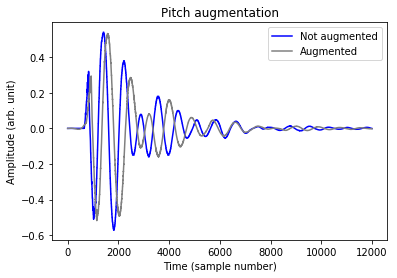 Pitch augmentation
Not augmented
Augmented
Amplitude (arb. unit)
0.4
0.2
0.0
−0.2
−0.4
−0.6
0
2000
4000
6000
8000
10000
12000
Time (sample number)